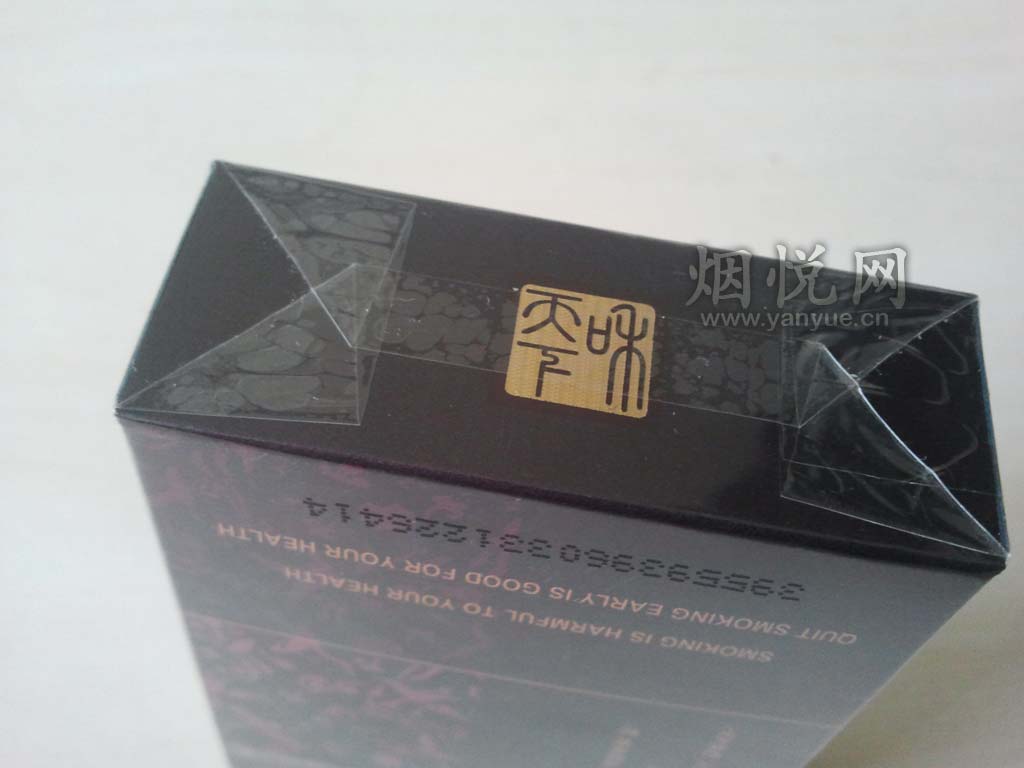 和天下
SMOKING IS HARMFUL TO YOUR HEALTH
QUIT SMOKING EARLY IS GOOD FOR YOUR HEALTH
烟悦网
www.yanyue.cn